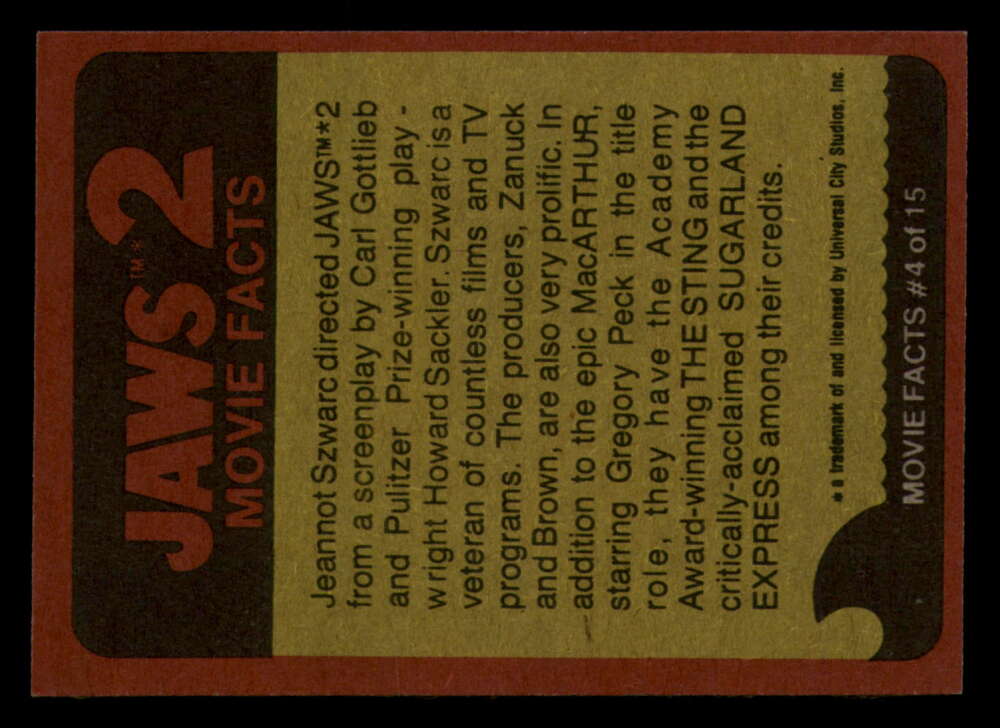 JAWS™*2
MOVIE FACTS
Jeannot Szwarc directed JAWS™*2
from a screenplay by Carl Gottlieb
and Pulitzer Prize-winning play -
wright Howard Sackler. Szwarc is a
veteran of countless films and TV
programs. The producers, Zanuck
and Brown, are also very prolific. In
addition to the epic MacARTHUR,
starring Gregory Peck in the title
role, they have the Academy
Award-winning THE STING and the
critically-acclaimed SUGARLAND
EXPRESS among their credits.
* a trademark of and licensed by Universal City Studios, Inc.
MOVIE FACTS #4 of 15